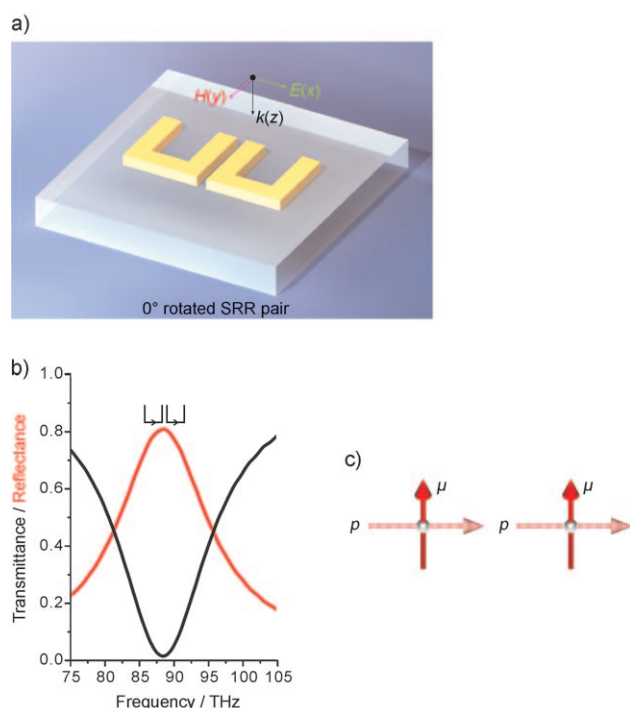 a)
H(y)
E(x)
k(z)
0° rotated SRR pair
b)
Transmittance / Reflectance
1.0
0.8
0.6
0.4
0.2
0.0
75 80 85 90 95 100 105
Frequency / THz
c)
μ μ
p p